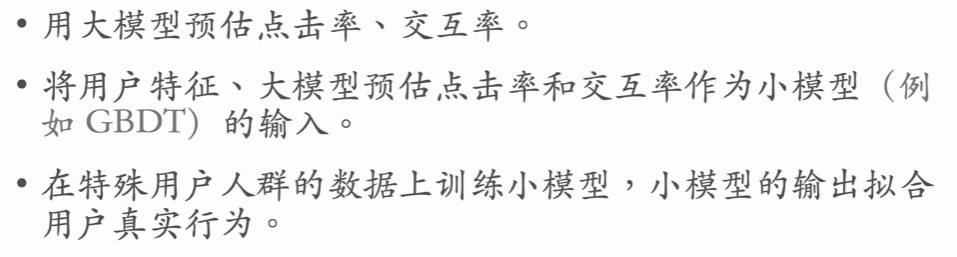 • 用大模型预估点击率、交互率。
• 将用户特征、大模型预估点击率和交互率作为小模型（例
如 GBDT）的输入。
• 在特殊用户人群的数据上训练小模型，小模型的输出拟合
用户真实行为。